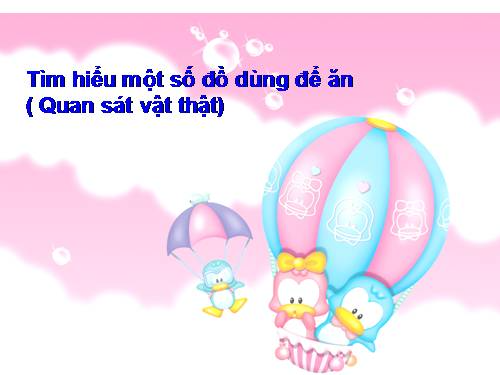 Tìm hiểu một số đồ dùng để ăn
( Quan sát vật thật)